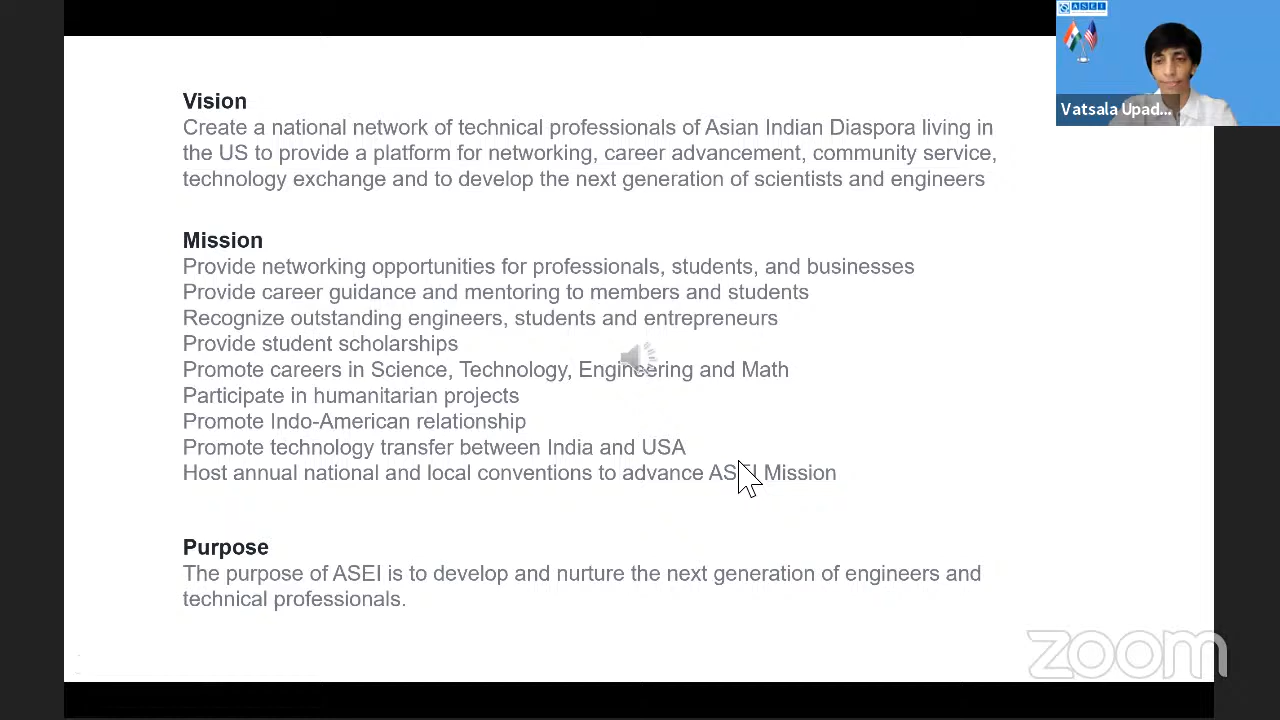 ASEI
Vatsala Upad...
Vision
Create a national network of technical professionals of Asian Indian Diaspora living in
the US to provide a platform for networking, career advancement, community service,
technology exchange and to develop the next generation of scientists and engineers
Mission
Provide networking opportunities for professionals, students, and businesses
Provide career guidance and mentoring to members and students
Recognize outstanding engineers, students and entrepreneurs
Provide student scholarships
Promote careers in Science, Technology, Engineering and Math
Participate in humanitarian projects
Promote Indo-American relationship
Promote technology transfer between India and USA
Host annual national and local conventions to advance ASEI Mission
Purpose
The purpose of ASEI is to develop and nurture the next generation of engineers and
technical professionals.
zoom